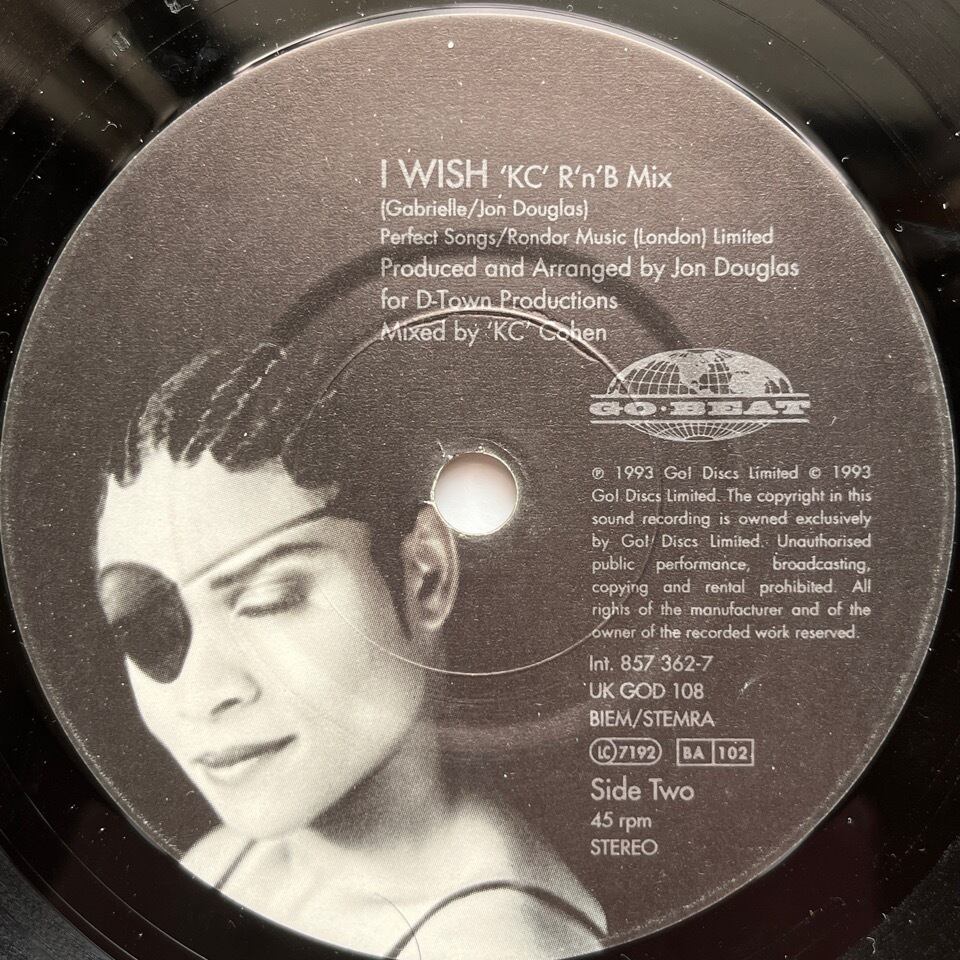 I WISH ‘KC’ R‘n’B Mix
(Gabrielle/Jon Douglas)
Perfect Songs/Rondor Music (London) Limited
Produced and Arranged by Jon Douglas
for D-Town Productions
Mixed by ‘KC’ Cohen
GO·BEAT
℗ 1993 Go! Discs Limited © 1993
Go! Discs Limited. The copyright in this
sound recording is owned exclusively
by Go! Discs Limited. Unauthorised
public performance, broadcasting,
copying and rental prohibited. All
rights of the manufacturer and of the
owner of the recorded work reserved.
Int. 857 362-7
UK GOD 108
BIEM/STEMRA
LC 7192 BA 102
Side Two
45 rpm
STEREO